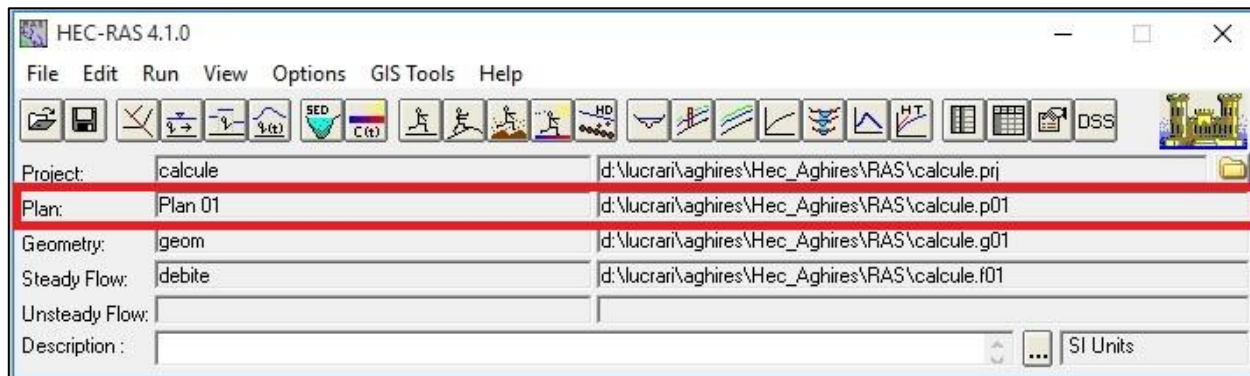 HEC-RAS 4.1.0
File Edit Run View Options GIS Tools Help
SED C(t) q(t) HD HT DSS
Project: calcule d:\lucrari\aghires\Hec_Aghires\RAS\calcule.prj
Plan: Plan 01 d:\lucrari\aghires\Hec_Aghires\RAS\calcule.p01
Geometry: geom d:\lucrari\aghires\Hec_Aghires\RAS\calcule.g01
Steady Flow: debite d:\lucrari\aghires\Hec_Aghires\RAS\calcule.f01
Unsteady Flow:
Description : ... SI Units